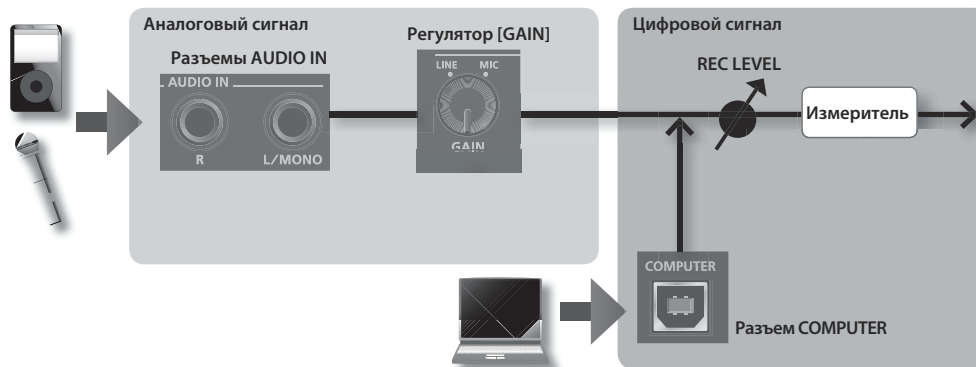 Аналоговый сигнал
Разъемы AUDIO IN
AUDIO IN
R
L/MONO
Регулятор [GAIN]
LINE
MIC
GAIN
Цифровой сигнал
REC LEVEL
Измеритель
COMPUTER
Разъем COMPUTER